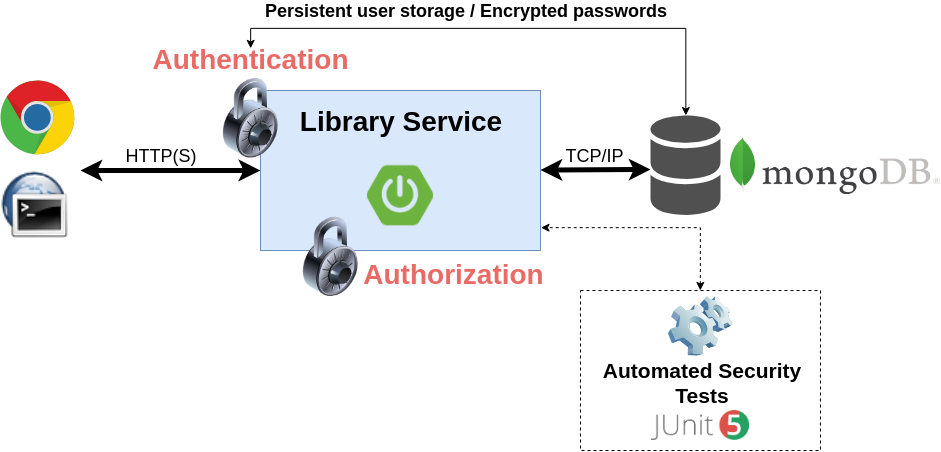 Persistent user storage / Encrypted passwords
Authentication
Library Service
HTTP(S)
TCP/IP
mongoDB®
>_
Authorization
Automated Security
Tests
JUnit 5